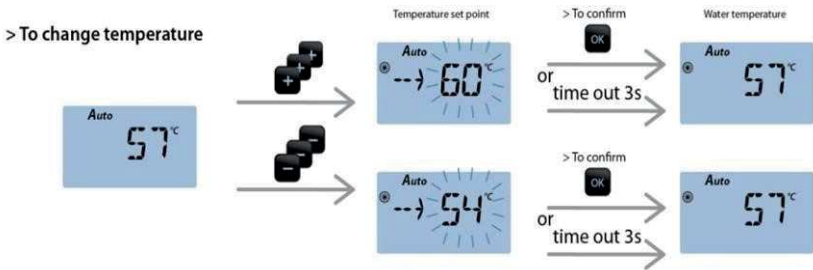 > To change temperature
Auto
57°C
+ + +
- - -
Temperature set point
Auto
--→ 60°C
> To confirm
OK
or
time out 3s
Water temperature
Auto
57°C
Auto
--→ 54°C
> To confirm
OK
or
time out 3s
Auto
57°C